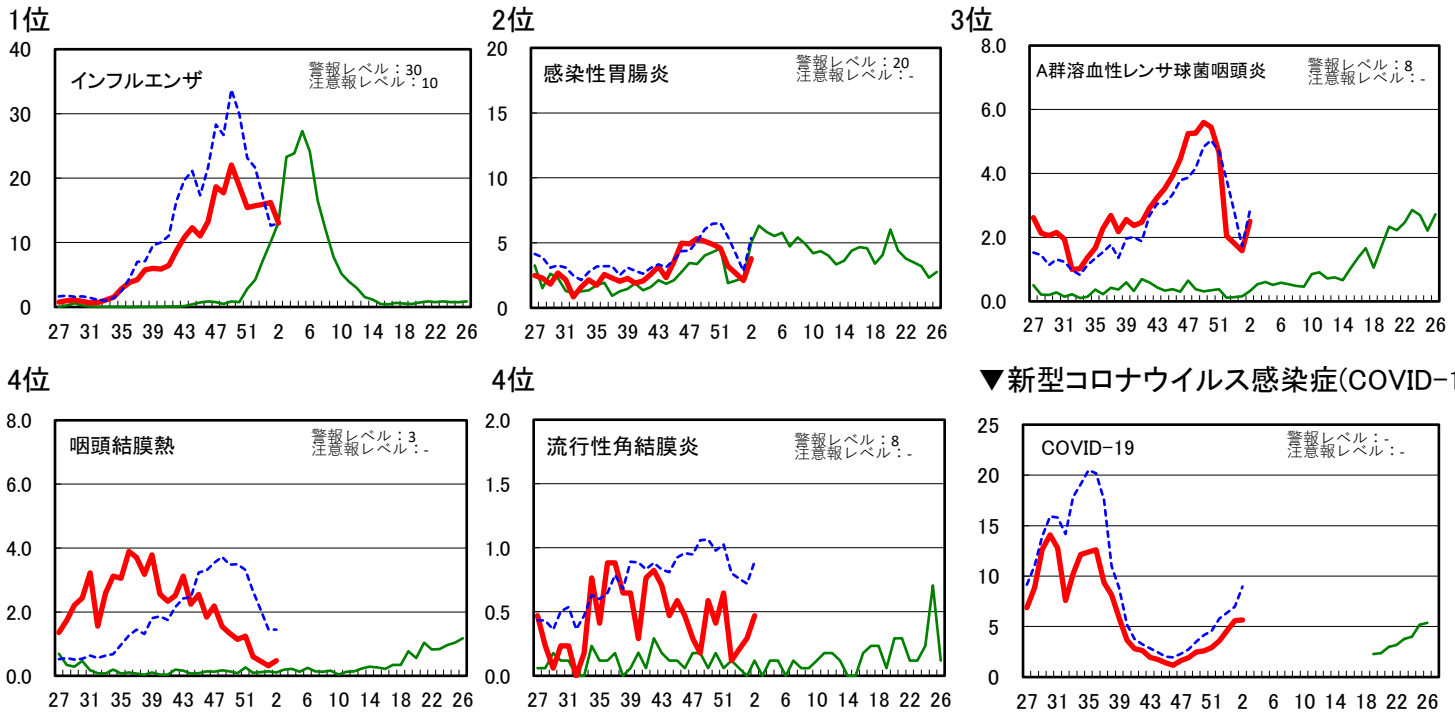 1位
40
30
20
10
0
インフルエンザ
警報レベル：30
注意報レベル：10
27 31 35 39 43 47 51 2 6 10 14 18 22 26
2位
20
15
10
5
0
感染性胃腸炎
警報レベル：20
注意報レベル：-
27 31 35 39 43 47 51 2 6 10 14 18 22 26
3位
8.0
6.0
4.0
2.0
0.0
A群溶血性レンサ球菌咽頭炎
警報レベル：8
注意報レベル：-
27 31 35 39 43 47 51 2 6 10 14 18 22 26
4位
8.0
6.0
4.0
2.0
0.0
咽頭結膜熱
警報レベル：3
注意報レベル：-
27 31 35 39 43 47 51 2 6 10 14 18 22 26
4位
2.0
1.5
1.0
0.5
0.0
流行性角結膜炎
警報レベル：8
注意報レベル：-
27 31 35 39 43 47 51 2 6 10 14 18 22 26
▼新型コロナウイルス感染症(COVID-1
25
20
15
10
5
0
COVID-19
警報レベル：-
注意報レベル：-
27 31 35 39 43 47 51 2 6 10 14 18 22 26